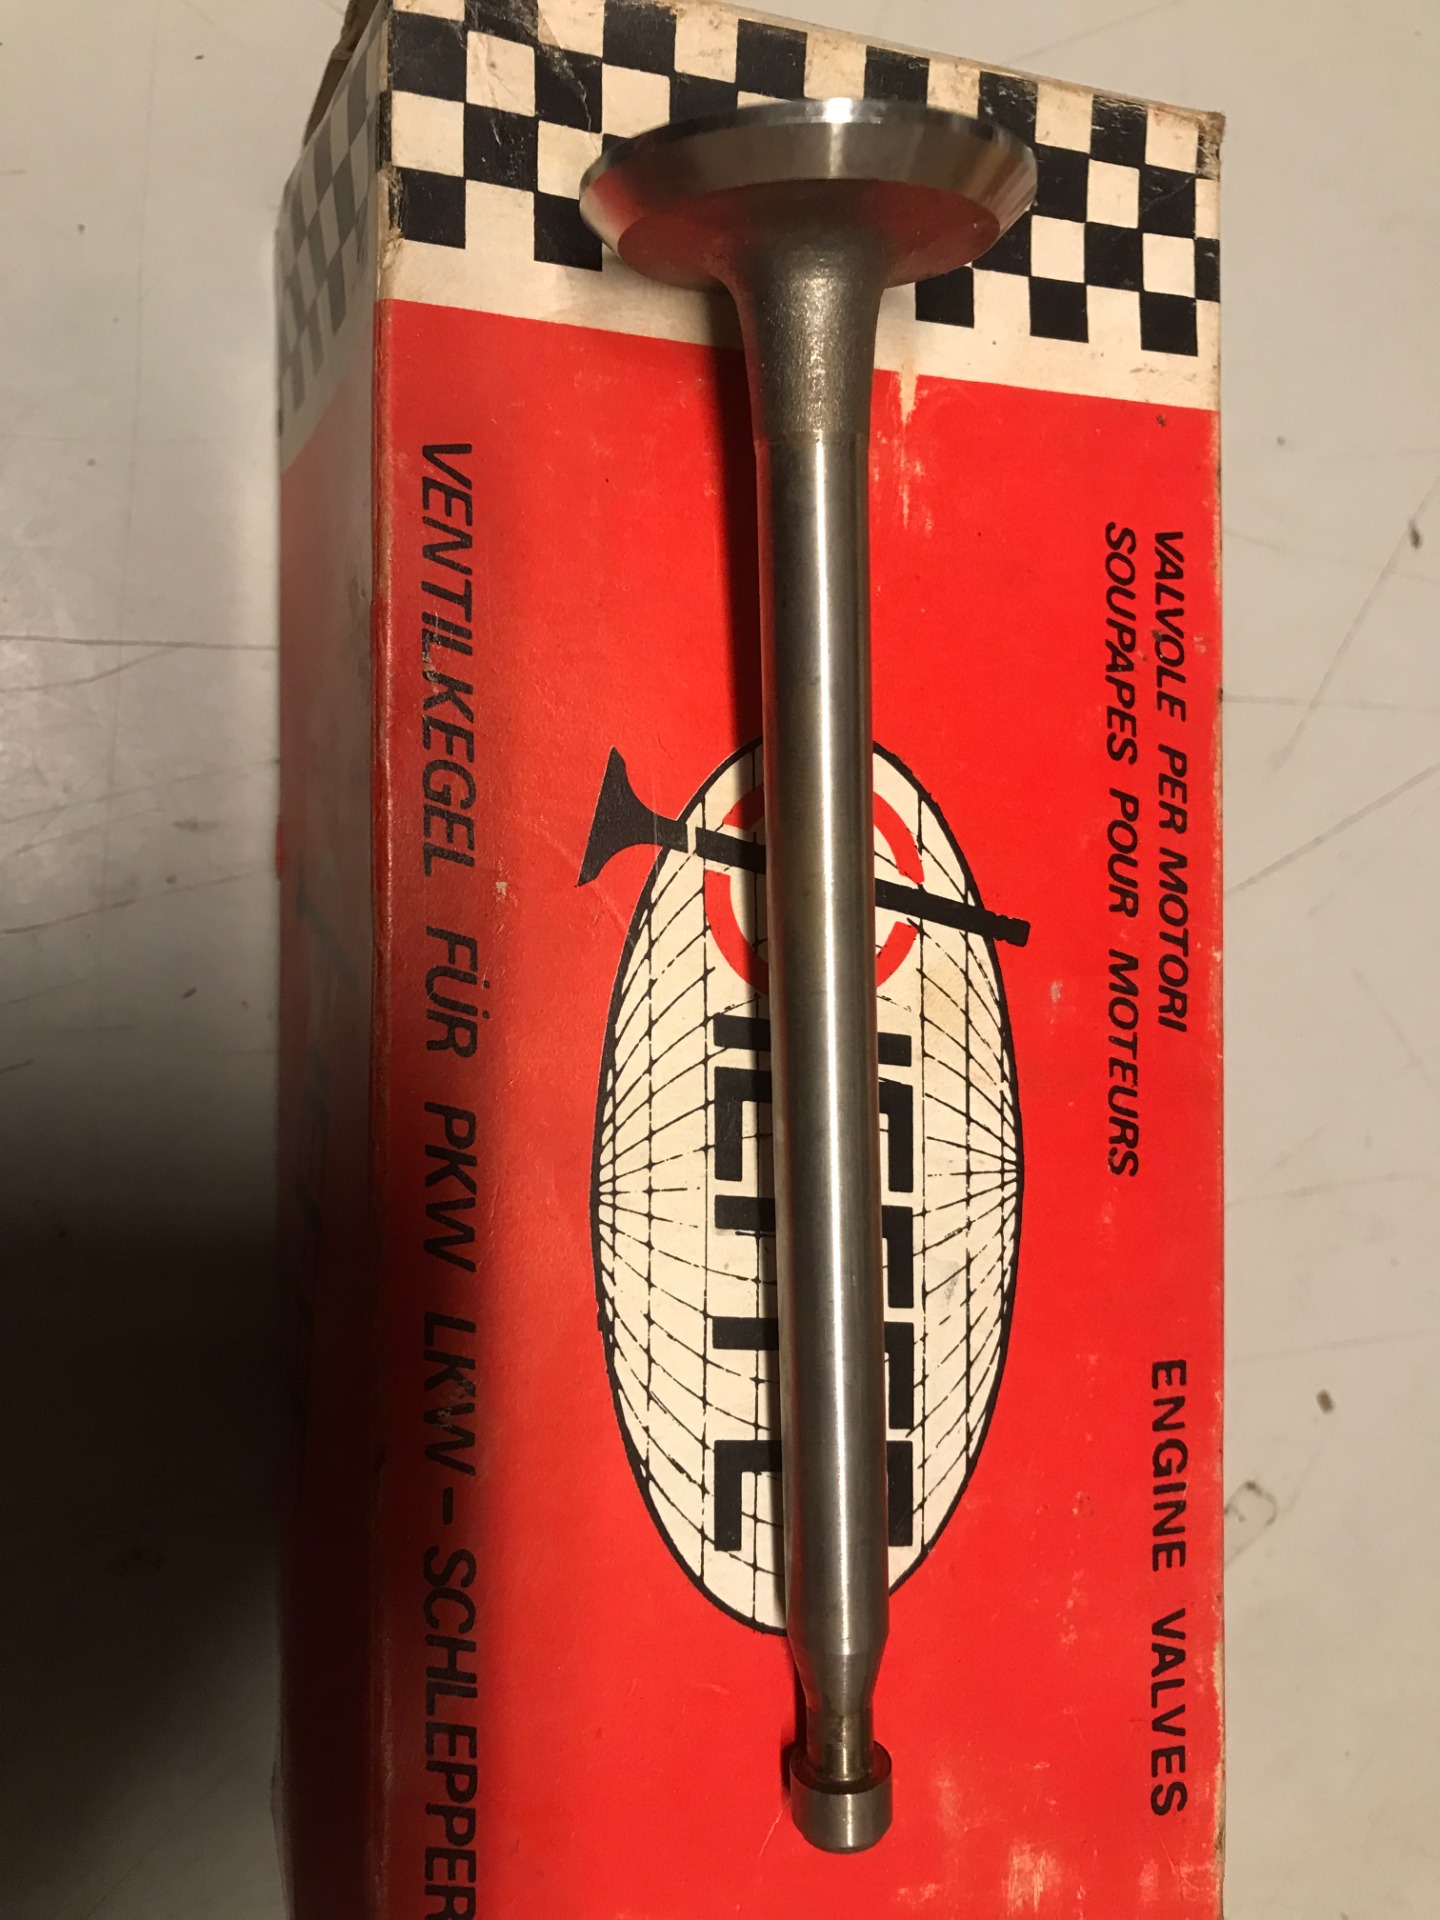 VALVOLE PER MOTORI
SOUPAPES POUR MOTEURS
ENGINE VALVES
VENTILKEGEL FÜR PKW LKW-SCHLEPPER